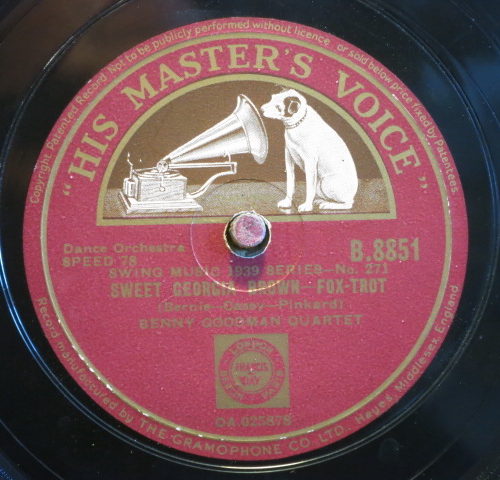 Copyright Patented Record Not to be publicly performed without licence or sold below price fixed by Patentees.
"HIS MASTER'S VOICE".
Dance Orchestra
SPEED 78
B.8851
SWING MUSIC 1939 SERIES—No. 271
SWEET GEORGIA BROWN—FOX-TROT
(Bernie—Casey—Pinkard)
BENNY GOODMAN QUARTET
LONDON
OA.025878
Record manufactured by THE GRAMOPHONE CO. LTD., Hayes, Middlesex, England.